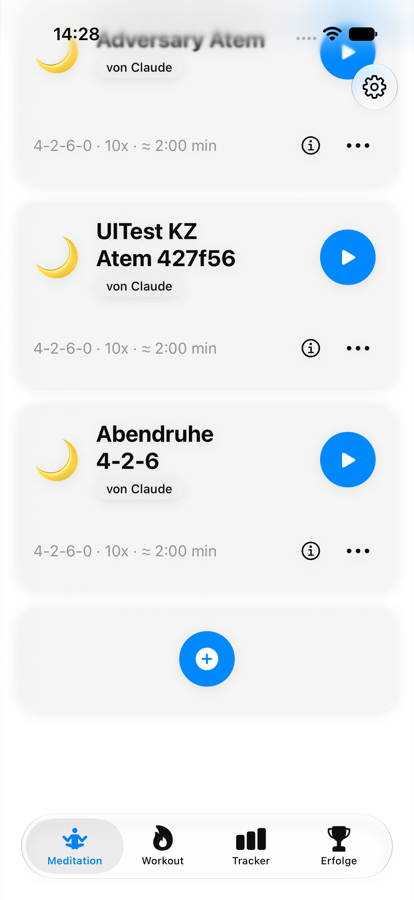 14:28
Adversary Atem
von Claude
4-2-6-0 · 10x · ≈ 2:00 min
UITest KZ
Atem 427f56
von Claude
4-2-6-0 · 10x · ≈ 2:00 min
Abendruhe
4-2-6
von Claude
4-2-6-0 · 10x · ≈ 2:00 min
Meditation
Workout
Tracker
Erfolge